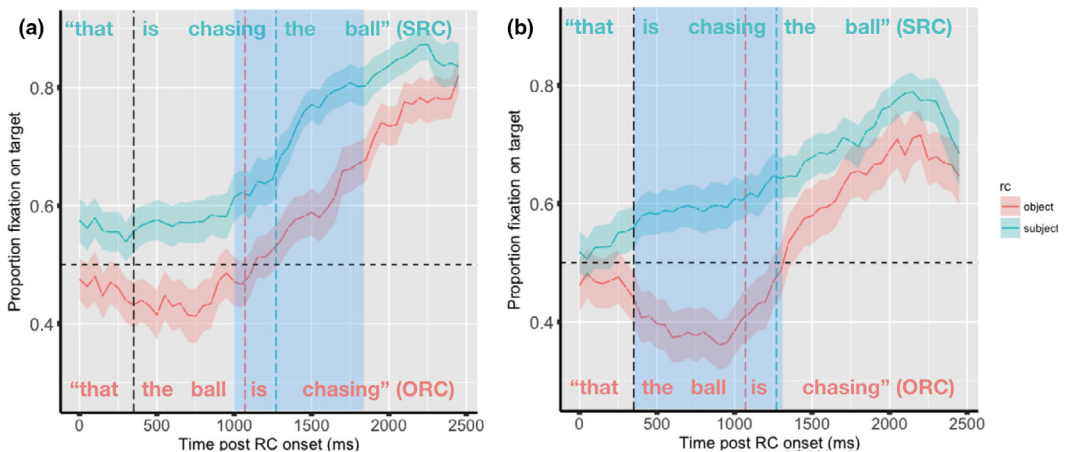 (a) “that is chasing the ball” (SRC)
0.8
0.6
0.4
Proportion fixation on target
“that the ball is chasing” (ORC)
0 500 1000 1500 2000 2500
Time post RC onset (ms)
(b) “that is chasing the ball” (SRC)
0.8
0.6
0.4
Proportion fixation on target
“that the ball is chasing” (ORC)
0 500 1000 1500 2000 2500
Time post RC onset (ms)
rc
object
subject